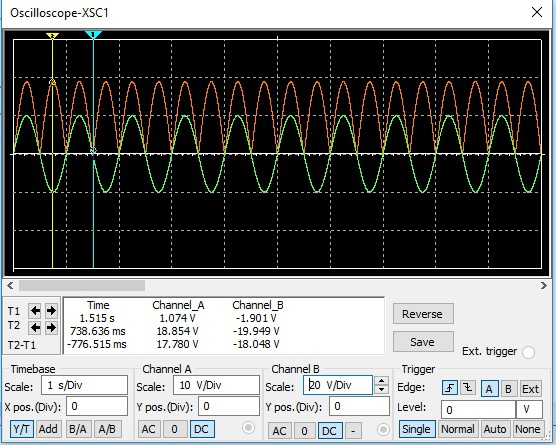 Oscilloscope-XSC1
T1
T2
T2-T1
Time Channel_A Channel_B
1.515 s 1.074 V -1.901 V
738.636 ms 18.854 V -19.949 V
-776.515 ms 17.780 V -18.048 V
Reverse
Save
Ext. trigger
Timebase
Scale: 1 s/Div
X pos.(Div): 0
Y/T Add B/A A/B
Channel A
Scale: 10 V/Div
Y pos.(Div): 0
AC 0 DC
Channel B
Scale: 20 V/Div
Y pos.(Div): 0
AC 0 DC -
Trigger
Edge: A B Ext
Level: 0 V
Single Normal Auto None